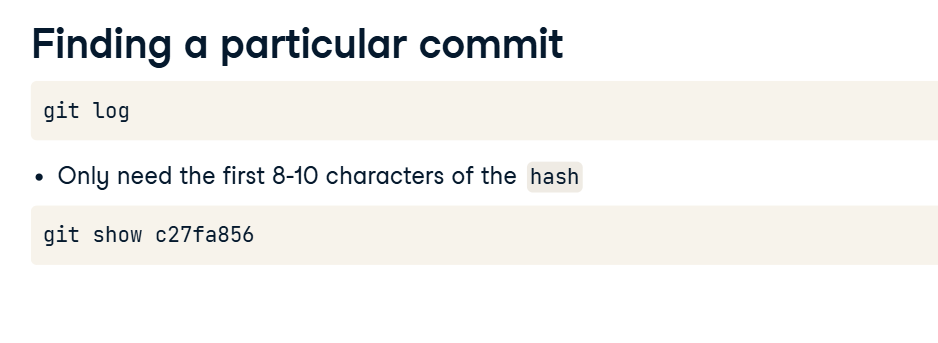 Finding a particular commit
git log
• Only need the first 8-10 characters of the hash
git show c27fa856